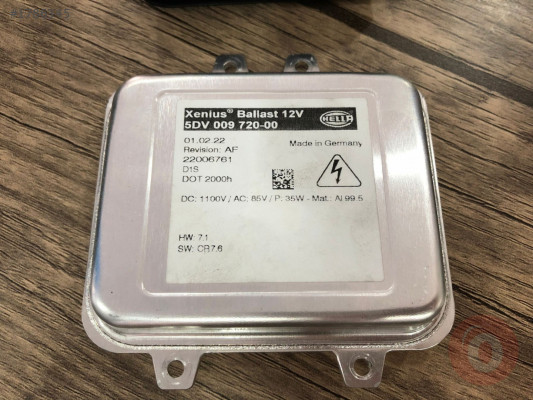 Xenius® Ballast 12V
5DV 009 720-00
HELLA
01.02.22
Made in Germany
Revision: AF
22006761
D1S
DOT 2000h
DC: 1100V / AC: 85V / P: 35W - Mat.: Al 99.5
HW: 7.1
SW: CR7.6